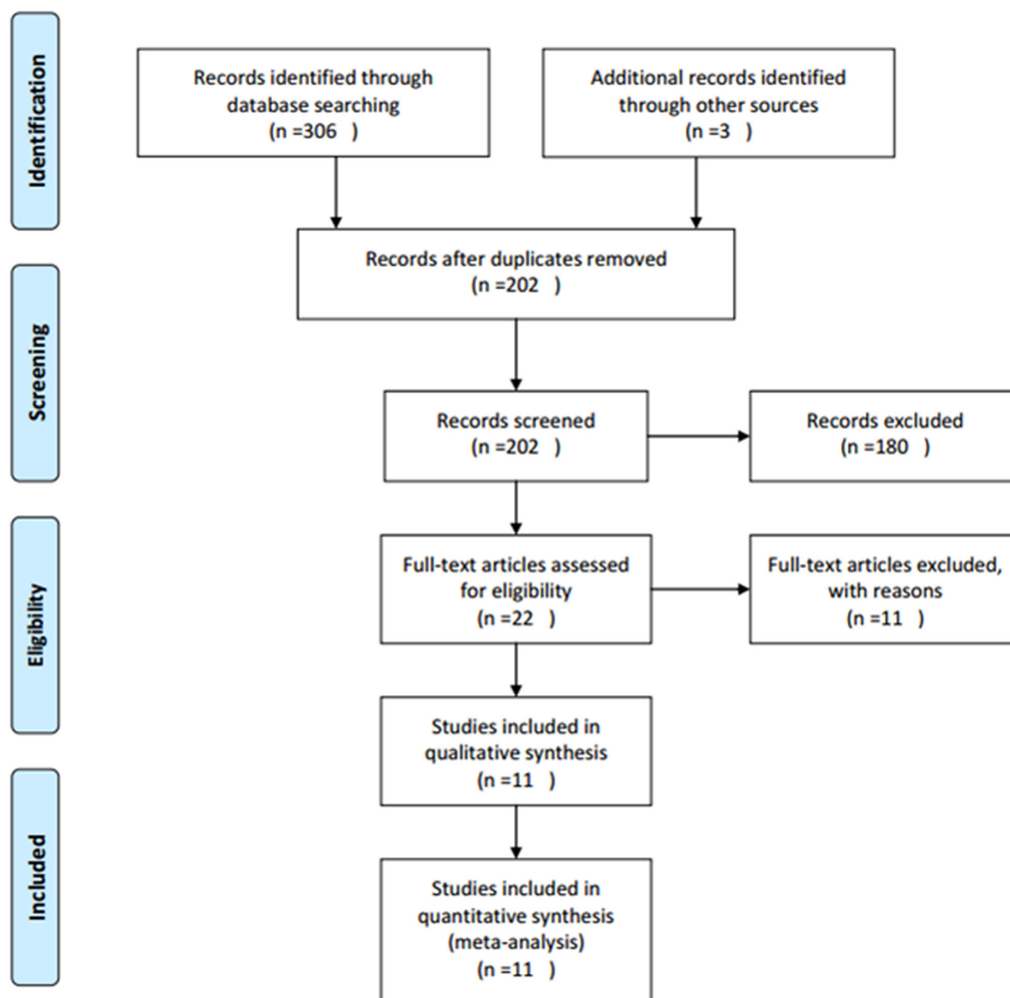 Identification
Records identified through
database searching
(n =306   )
Additional records identified
through other sources
(n =3   )
Records after duplicates removed
(n =202   )
Screening
Records screened
(n =202   )
Records excluded
(n =180   )
Eligibility
Full-text articles assessed
for eligibility
(n =22   )
Full-text articles excluded,
with reasons
(n =11   )
Studies included in
qualitative synthesis
(n =11   )
Included
Studies included in
quantitative synthesis
(meta-analysis)
(n =11   )